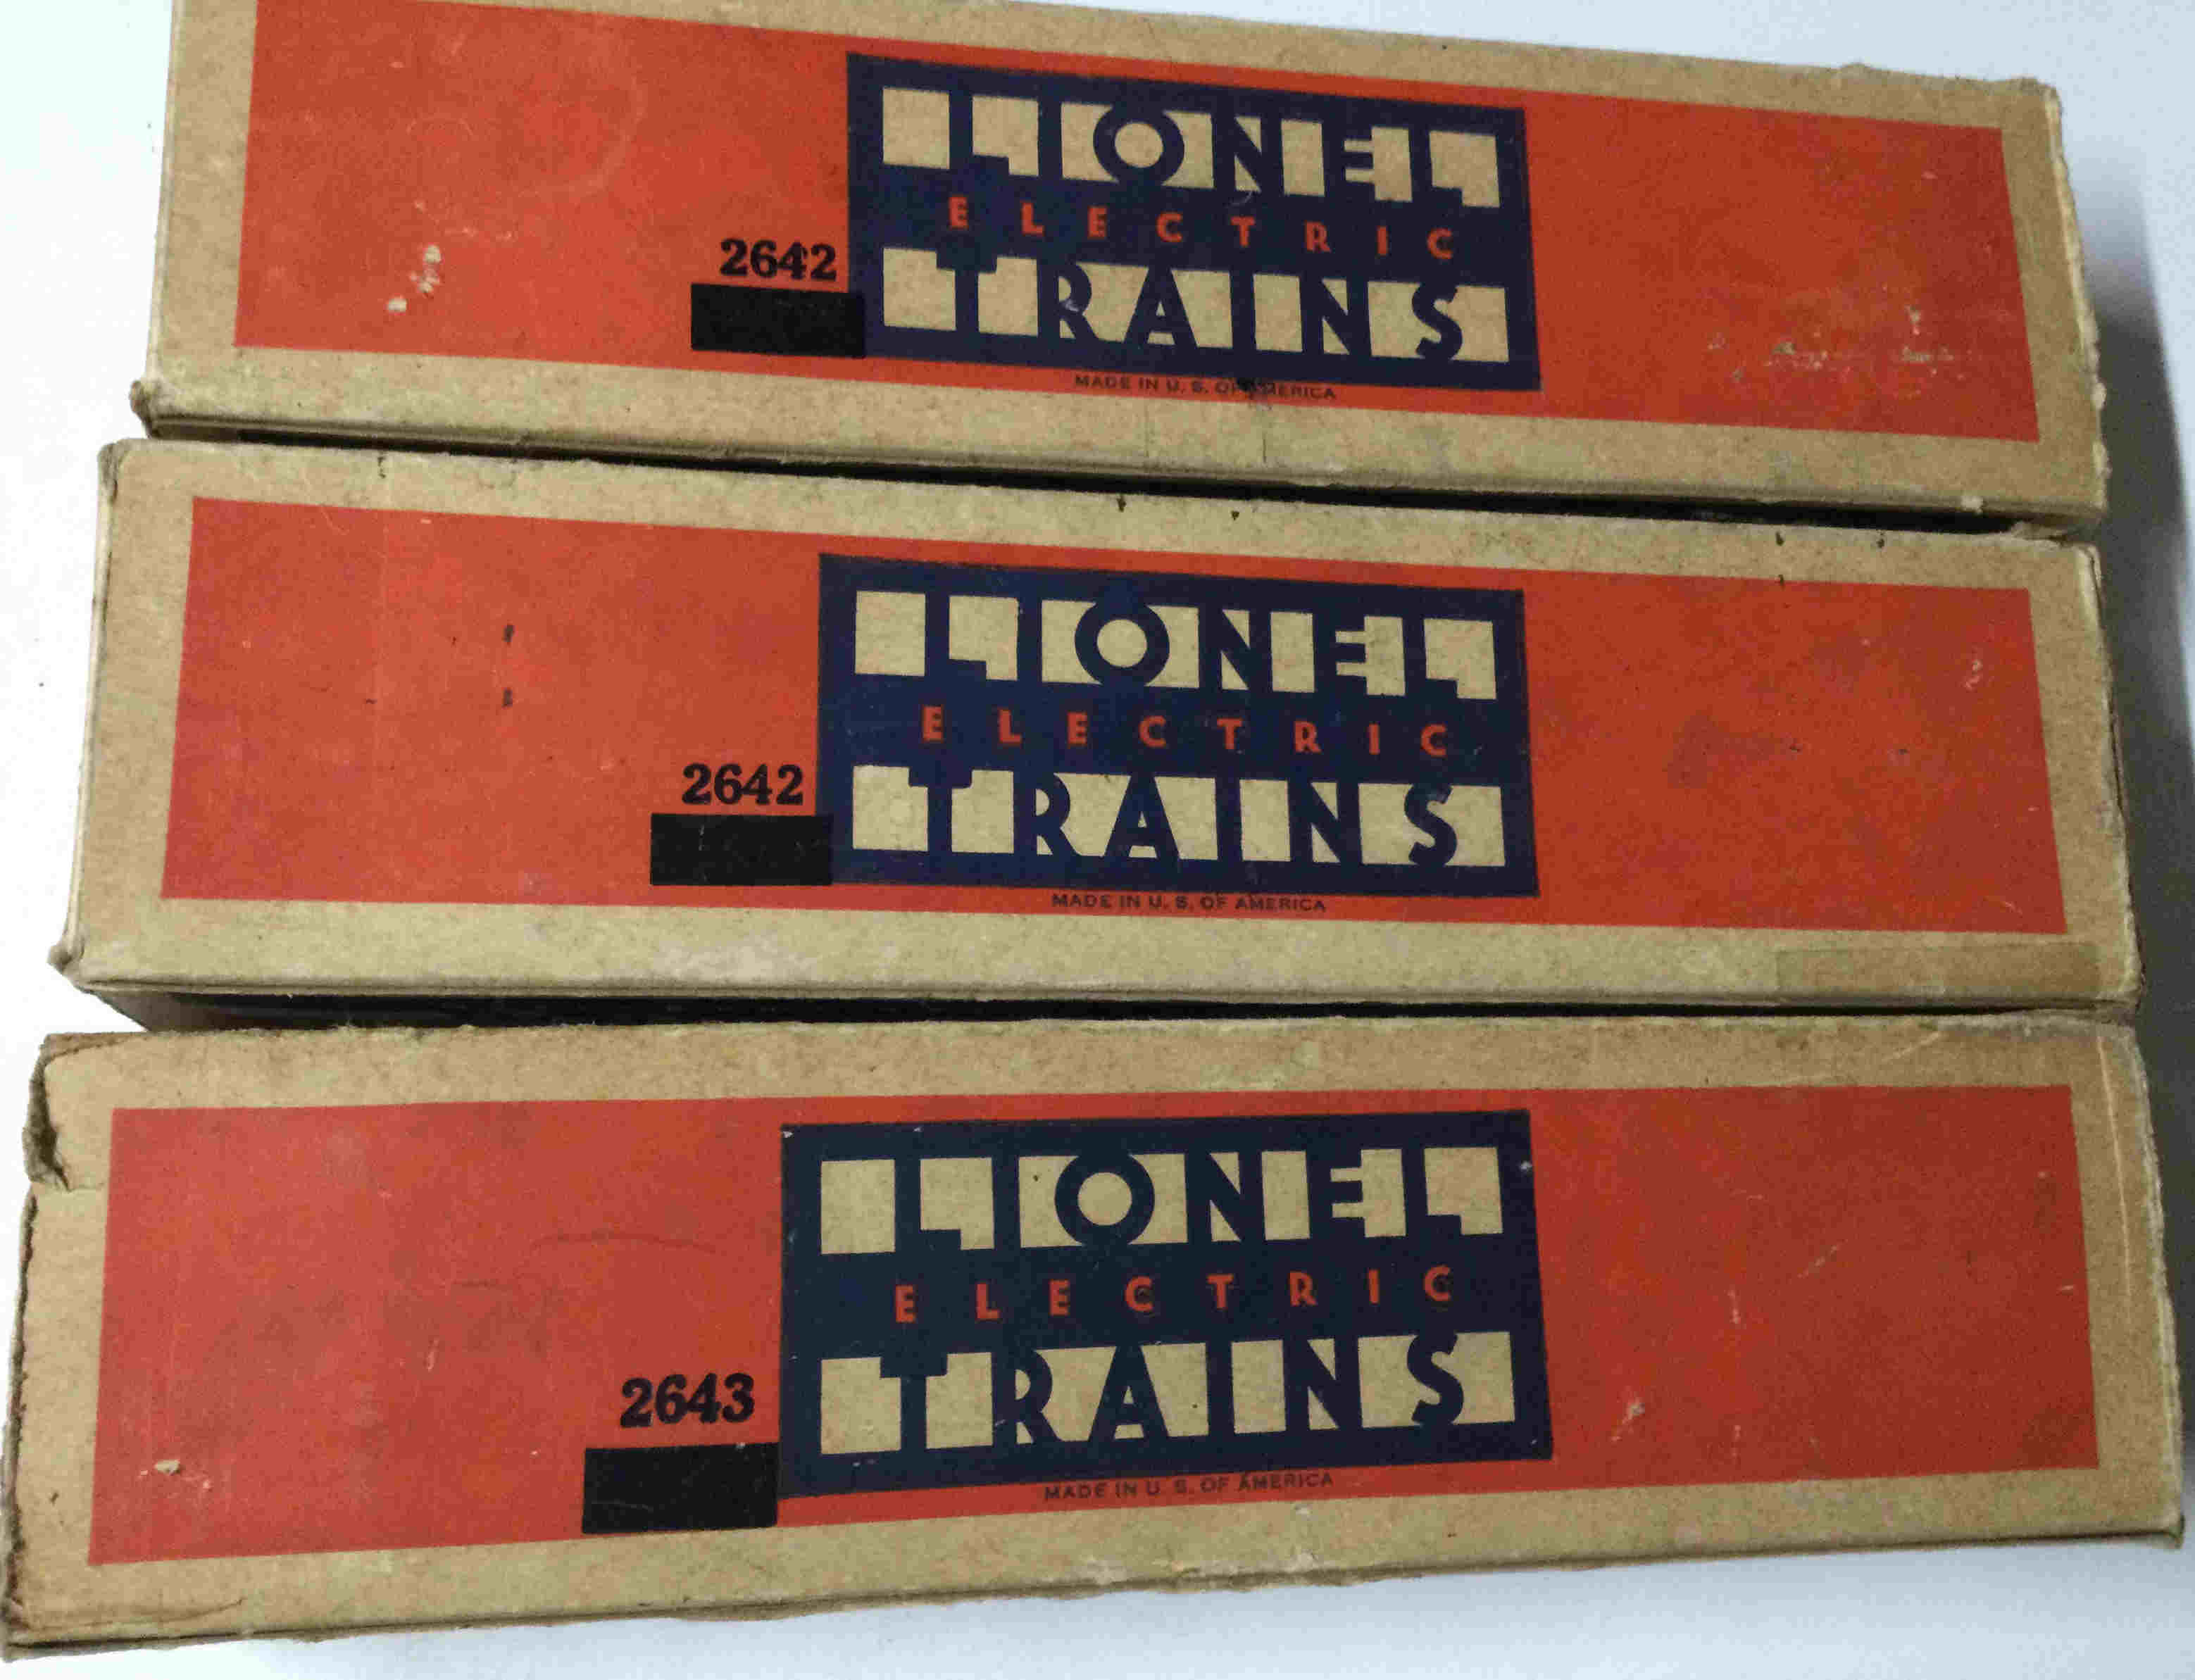 LIONEL
ELECTRIC
2642
TRAINS
MADE IN U. S. OF AMERICA
LIONEL
ELECTRIC
2642
TRAINS
MADE IN U. S. OF AMERICA
LIONEL
ELECTRIC
2643
TRAINS
MADE IN U. S. OF AMERICA